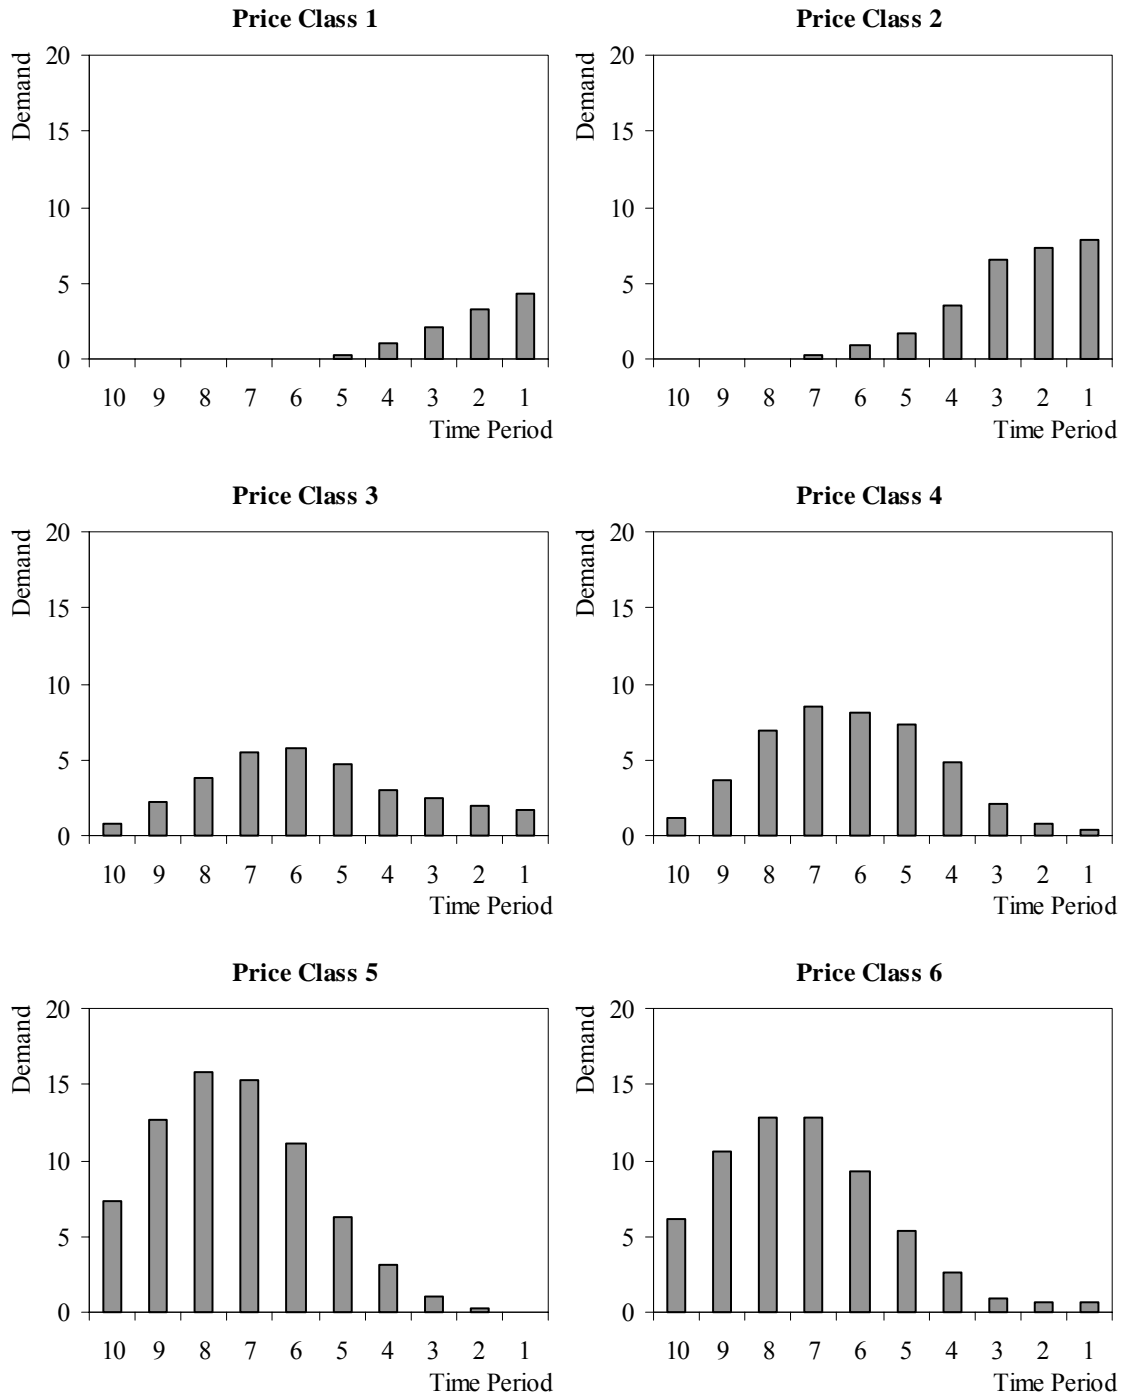 Price Class 1
Demand
20
15
10
5
0
10 9 8 7 6 5 4 3 2 1
Time Period
Price Class 2
Demand
20
15
10
5
0
10 9 8 7 6 5 4 3 2 1
Time Period
Price Class 3
Demand
20
15
10
5
0
10 9 8 7 6 5 4 3 2 1
Time Period
Price Class 4
Demand
20
15
10
5
0
10 9 8 7 6 5 4 3 2 1
Time Period
Price Class 5
Demand
20
15
10
5
0
10 9 8 7 6 5 4 3 2 1
Time Period
Price Class 6
Demand
20
15
10
5
0
10 9 8 7 6 5 4 3 2 1
Time Period